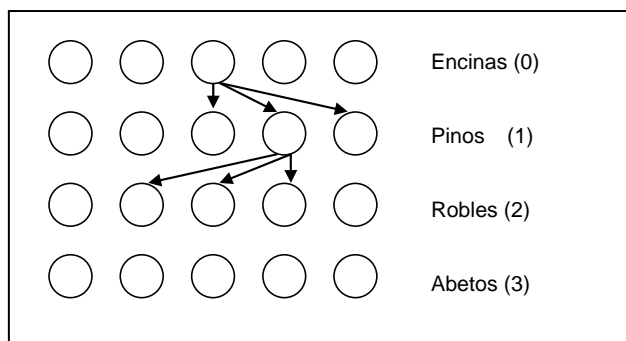 Encinas (0)
Pinos (1)
Robles (2)
Abetos (3)